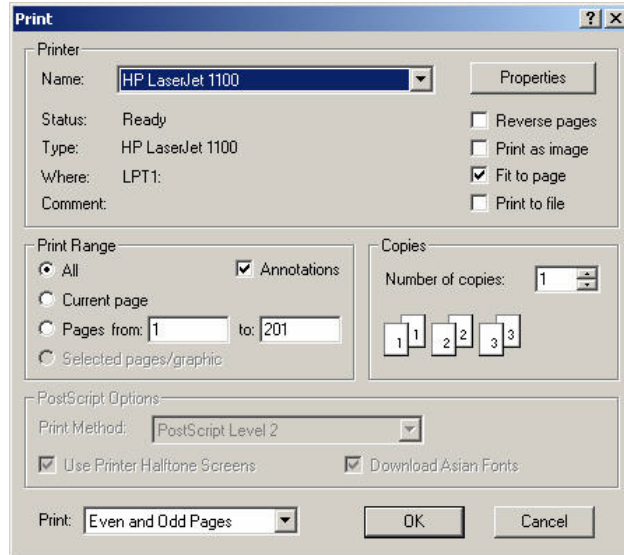 Print
Printer
Name: HP LaserJet 1100 Properties
Status: Ready Reverse pages
Type: HP LaserJet 1100 Print as image
Where: LPT1: Fit to page
Comment: Print to file
Print Range
All Annotations
Current page
Pages from: 1 to: 201
Selected pages/graphic
Copies
Number of copies: 1
1 1 2 2 3 3
PostScript Options
Print Method: PostScript Level 2
Use Printer Halftone Screens Download Asian Fonts
Print: Even and Odd Pages OK Cancel